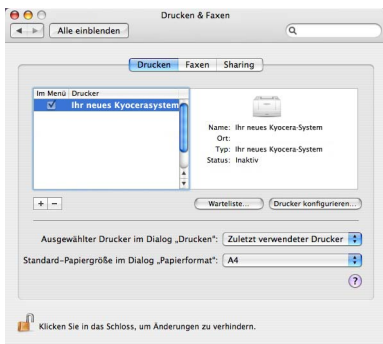 Drucken & Faxen
Alle einblenden
Drucken Faxen Sharing
Im Menü Drucker
Ihr neues Kyocerasystem
Name: Ihr neues Kyocera-System
Ort:
Typ: Ihr neues Kyocera-System
Status: Inaktiv
+ −
Warteliste... Drucker konfigurieren...
Ausgewählter Drucker im Dialog „Drucken“: Zuletzt verwendeter Drucker
Standard-Papiergröße im Dialog „Papierformat“: A4
?
Klicken Sie in das Schloss, um Änderungen zu verhindern.